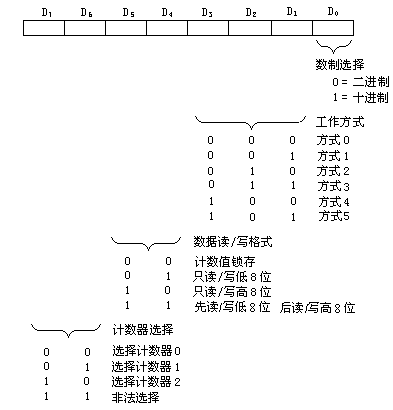 D₇ D₆ D₅ D₄ D₃ D₂ D₁ D₀
数制选择
0 = 二进制
1 = 十进制
工作方式
0 0 0 方式0
0 0 1 方式1
0 1 0 方式2
0 1 1 方式3
1 0 0 方式4
1 0 1 方式5
数据读/写格式
0 0 计数值锁存
0 1 只读/写低8位
1 0 只读/写高8位
1 1 先读/写低8位 后读/写高8位
计数器选择
0 0 选择计数器0
0 1 选择计数器1
1 0 选择计数器2
1 1 非法选择